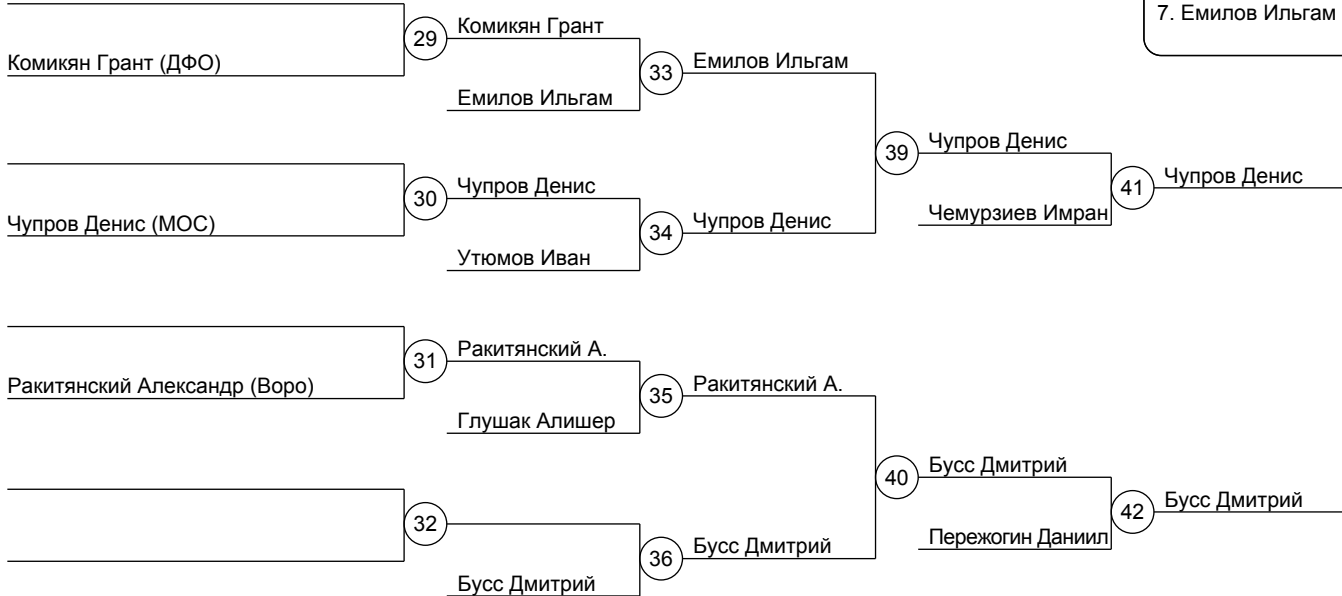 7. Емилов Ильгам
29
Комикян Грант
Комикян Грант (ДФО)
33
Емилов Ильгам
Емилов Ильгам
39
Чупров Денис
30
Чупров Денис
41
Чупров Денис
Чупров Денис (МОС)
34
Чупров Денис
Чемурзиев Имран
Утюмов Иван
31
Ракитянский А.
Ракитянский Александр (Воро)
35
Ракитянский А.
Глушак Алишер
40
Бусс Дмитрий
32
42
Бусс Дмитрий
36
Бусс Дмитрий
Пережогин Даниил
Бусс Дмитрий